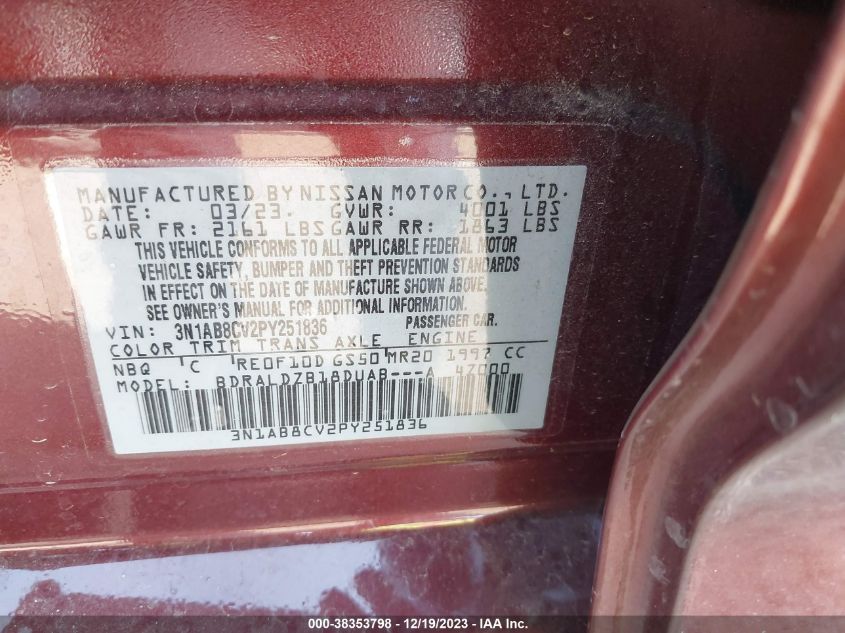 MANUFACTURED BY NISSAN MOTOR CO., LTD.
DATE: 03/23. GVWR: 4001 LBS
GAWR FR: 2161 LBS GAWR RR: 1863 LBS
THIS VEHICLE CONFORMS TO ALL APPLICABLE FEDERAL MOTOR
VEHICLE SAFETY, BUMPER AND THEFT PREVENTION STANDARDS
IN EFFECT ON THE DATE OF MANUFACTURE SHOWN ABOVE.
SEE OWNER'S MANUAL FOR ADDITIONAL INFORMATION.
VIN: 3N1AB8CV2PY251836 PASSENGER CAR.
COLOR TRIM TRANS AXLE ENGINE
NBQ C RE0F10D GS50 MR20 1997 CC
MODEL: BDRALDZB18DUAB---A 47000
3N1AB8CV2PY251836
000-38353798 - 12/19/2023 - IAA Inc.